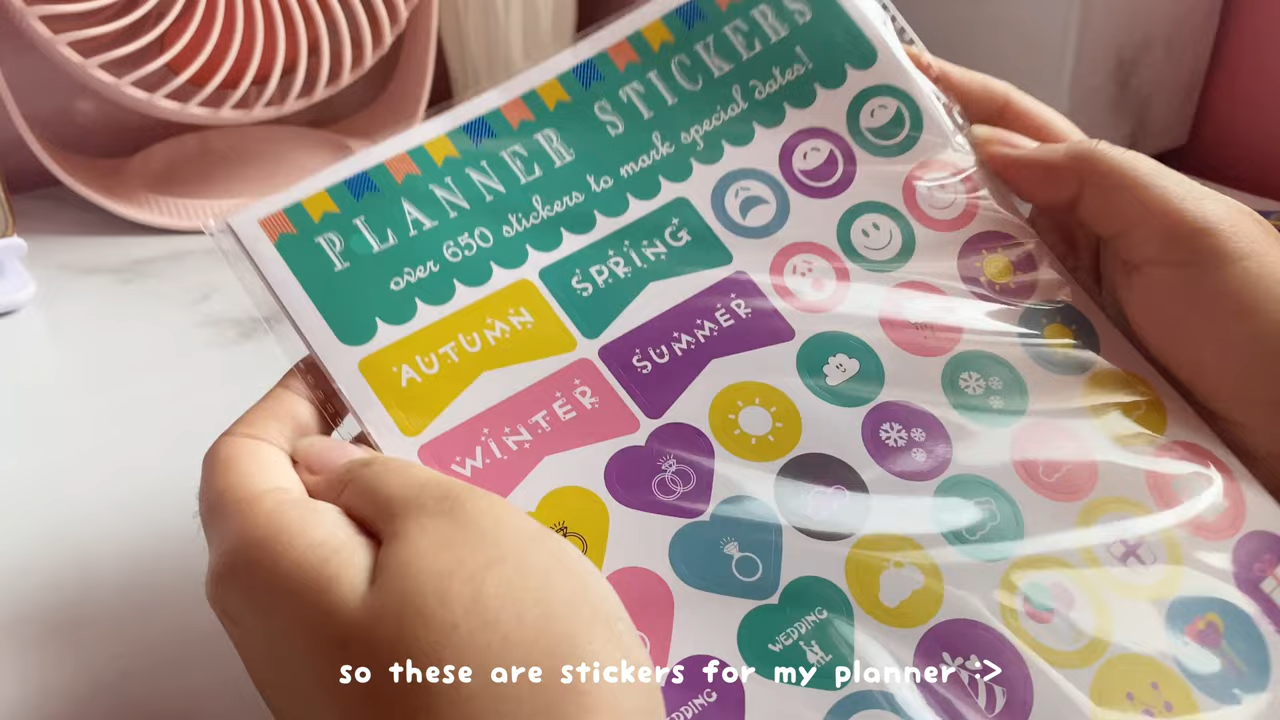 PLANNER STICKERS
over 650 stickers to mark special dates!
SPRING
AUTUMN
SUMMER
WINTER
WEDDING
WEDDING
so these are stickers for my planner :>